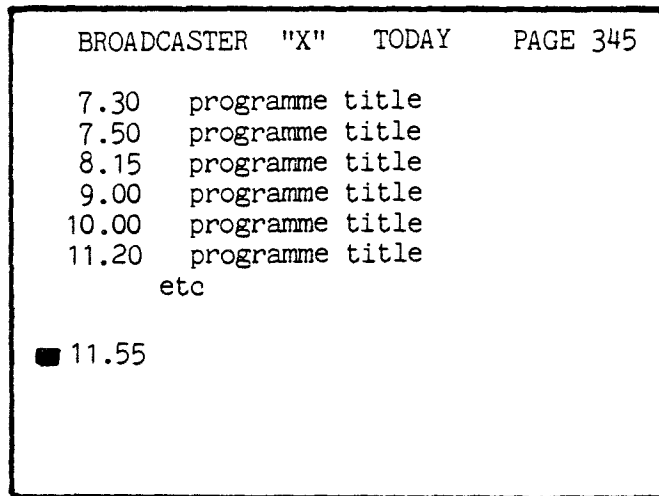 BROADCASTER "X" TODAY PAGE 345
7.30 programme title
7.50 programme title
8.15 programme title
9.00 programme title
10.00 programme title
11.20 programme title
etc
11.55